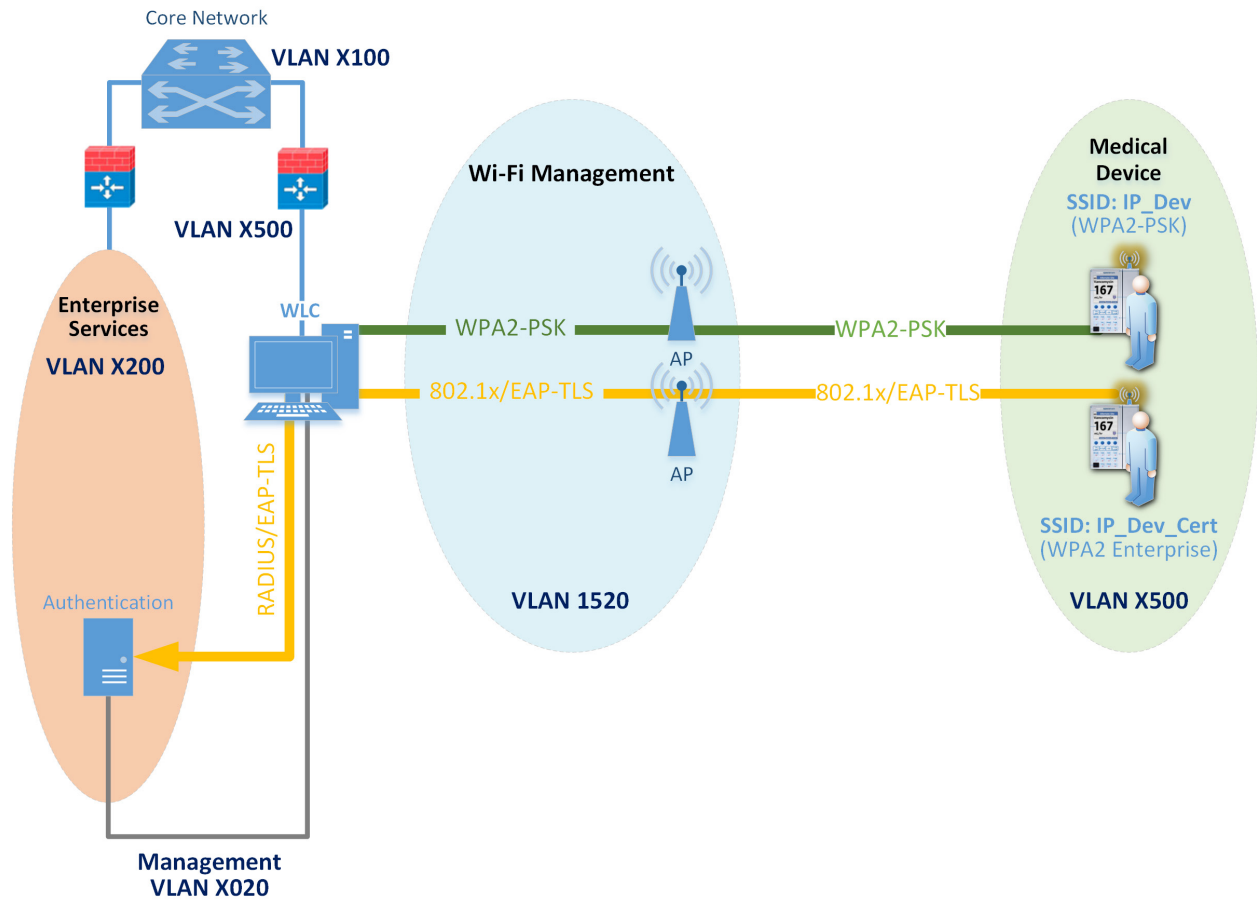 Core Network
VLAN X100
VLAN X500
Enterprise
Services
VLAN X200
WLC
Wi-Fi Management
WPA2-PSK
WPA2-PSK
AP
802.1x/EAP-TLS
802.1x/EAP-TLS
AP
VLAN 1520
Medical
Device
SSID: IP_Dev
(WPA2-PSK)
167
167
SSID: IP_Dev_Cert
(WPA2 Enterprise)
VLAN X500
RADIUS/EAP-TLS
Authentication
Management
VLAN X020